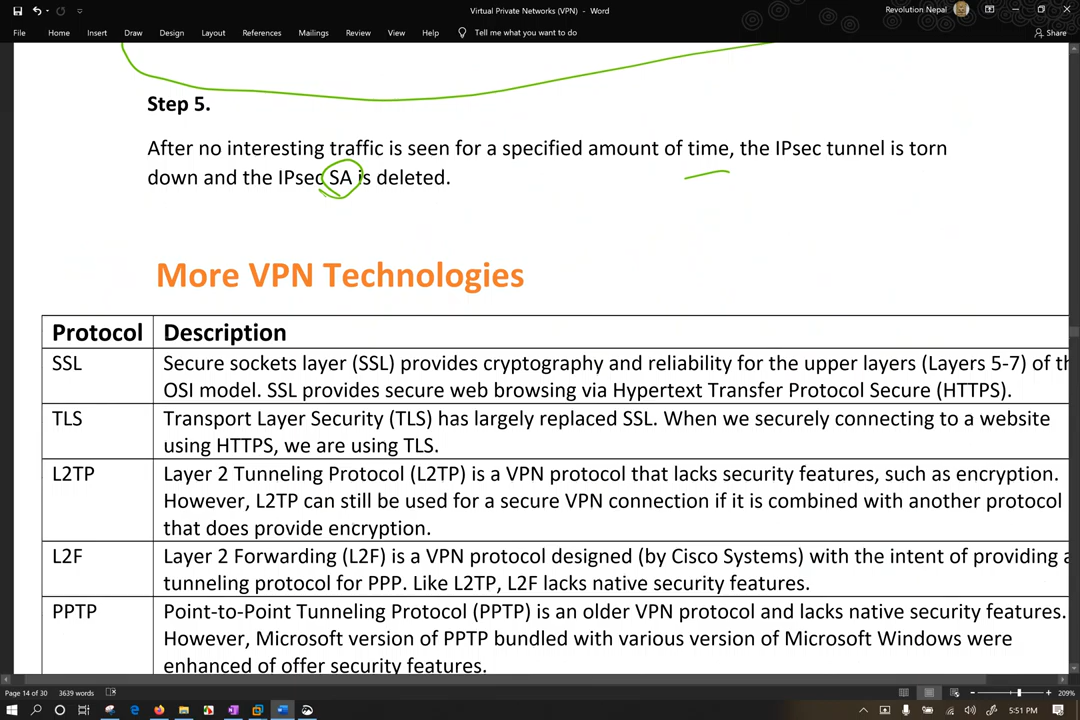 Virtual Private Networks (VPN) - Word
Revolution Nepal
File Home Insert Draw Design Layout References Mailings Review View Help Tell me what you want to do Share
Step 5.
After no interesting traffic is seen for a specified amount of time, the IPsec tunnel is torn
down and the IPsec SA is deleted.
More VPN Technologies
Protocol Description
SSL Secure sockets layer (SSL) provides cryptography and reliability for the upper layers (Layers 5-7) of th
OSI model. SSL provides secure web browsing via Hypertext Transfer Protocol Secure (HTTPS).
TLS Transport Layer Security (TLS) has largely replaced SSL. When we securely connecting to a website
using HTTPS, we are using TLS.
L2TP Layer 2 Tunneling Protocol (L2TP) is a VPN protocol that lacks security features, such as encryption.
However, L2TP can still be used for a secure VPN connection if it is combined with another protocol
that does provide encryption.
L2F Layer 2 Forwarding (L2F) is a VPN protocol designed (by Cisco Systems) with the intent of providing a
tunneling protocol for PPP. Like L2TP, L2F lacks native security features.
PPTP Point-to-Point Tunneling Protocol (PPTP) is an older VPN protocol and lacks native security features.
However, Microsoft version of PPTP bundled with various version of Microsoft Windows were
enhanced of offer security features.
Page 14 of 30 3639 words 209%
5:51 PM